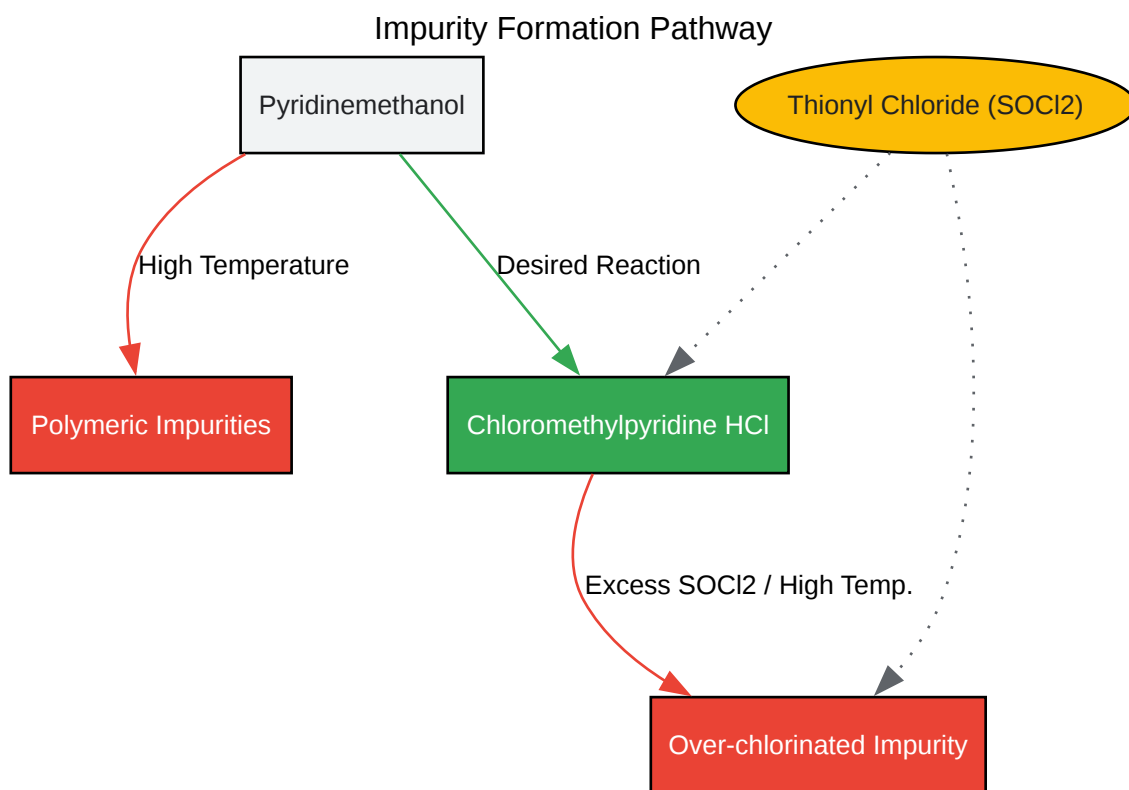 Impurity Formation Pathway
Pyridinemethanol
Thionyl Chloride (SOCl2)
High Temperature
Desired Reaction
Polymeric Impurities
Chloromethylpyridine HCl
Excess SOCl2 / High Temp.
Over-chlorinated Impurity